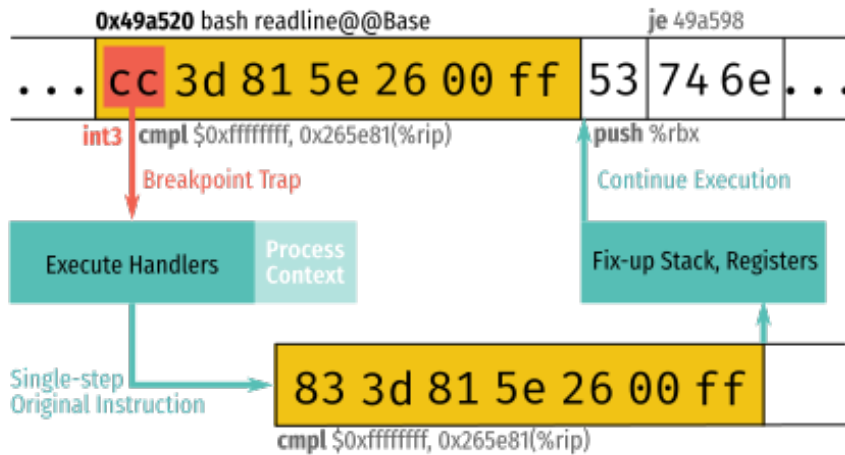 0x49a520 bash readline@@Base
je 49a598
... cc 3d 81 5e 26 00 ff 53 74 6e ...
int3 cmpl $0xffffffff, 0x265e81(%rip)
push %rbx
Breakpoint Trap
Continue Execution
Execute Handlers
Process
Context
Fix-up Stack, Registers
Single-step
Original Instruction
83 3d 81 5e 26 00 ff
cmpl $0xffffffff, 0x265e81(%rip)